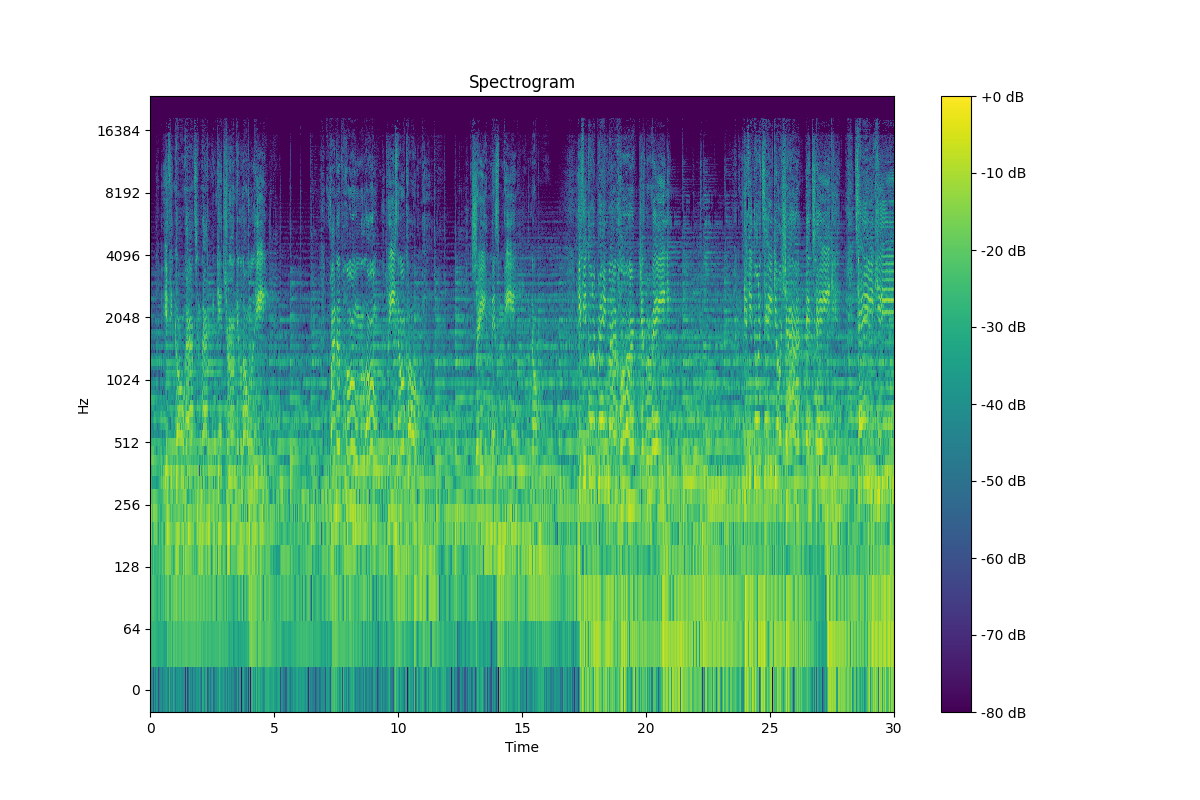 Spectrogram
Hz
16384
8192
4096
2048
1024
512
256
128
64
0
0 5 10 15 20 25 30
Time
+0 dB
-10 dB
-20 dB
-30 dB
-40 dB
-50 dB
-60 dB
-70 dB
-80 dB